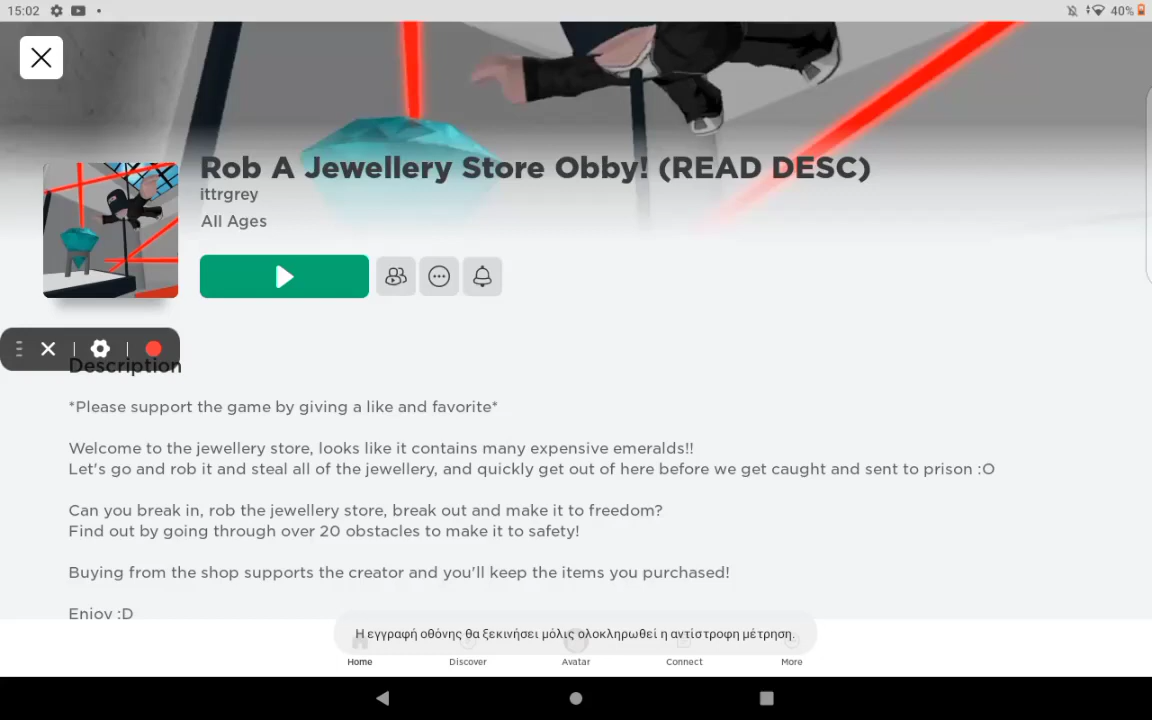 15:02
40%
Rob A Jewellery Store Obby! (READ DESC)
ittrgrey
All Ages
Description
*Please support the game by giving a like and favorite*
Welcome to the jewellery store, looks like it contains many expensive emeralds!!
Let's go and rob it and steal all of the jewellery, and quickly get out of here before we get caught and sent to prison :O
Can you break in, rob the jewellery store, break out and make it to freedom?
Find out by going through over 20 obstacles to make it to safety!
Buying from the shop supports the creator and you'll keep the items you purchased!
Enjoy :D
Η εγγραφή οθόνης θα ξεκινήσει μόλις ολοκληρωθεί η αντίστροφη μέτρηση.
Home
Discover
Avatar
Connect
More